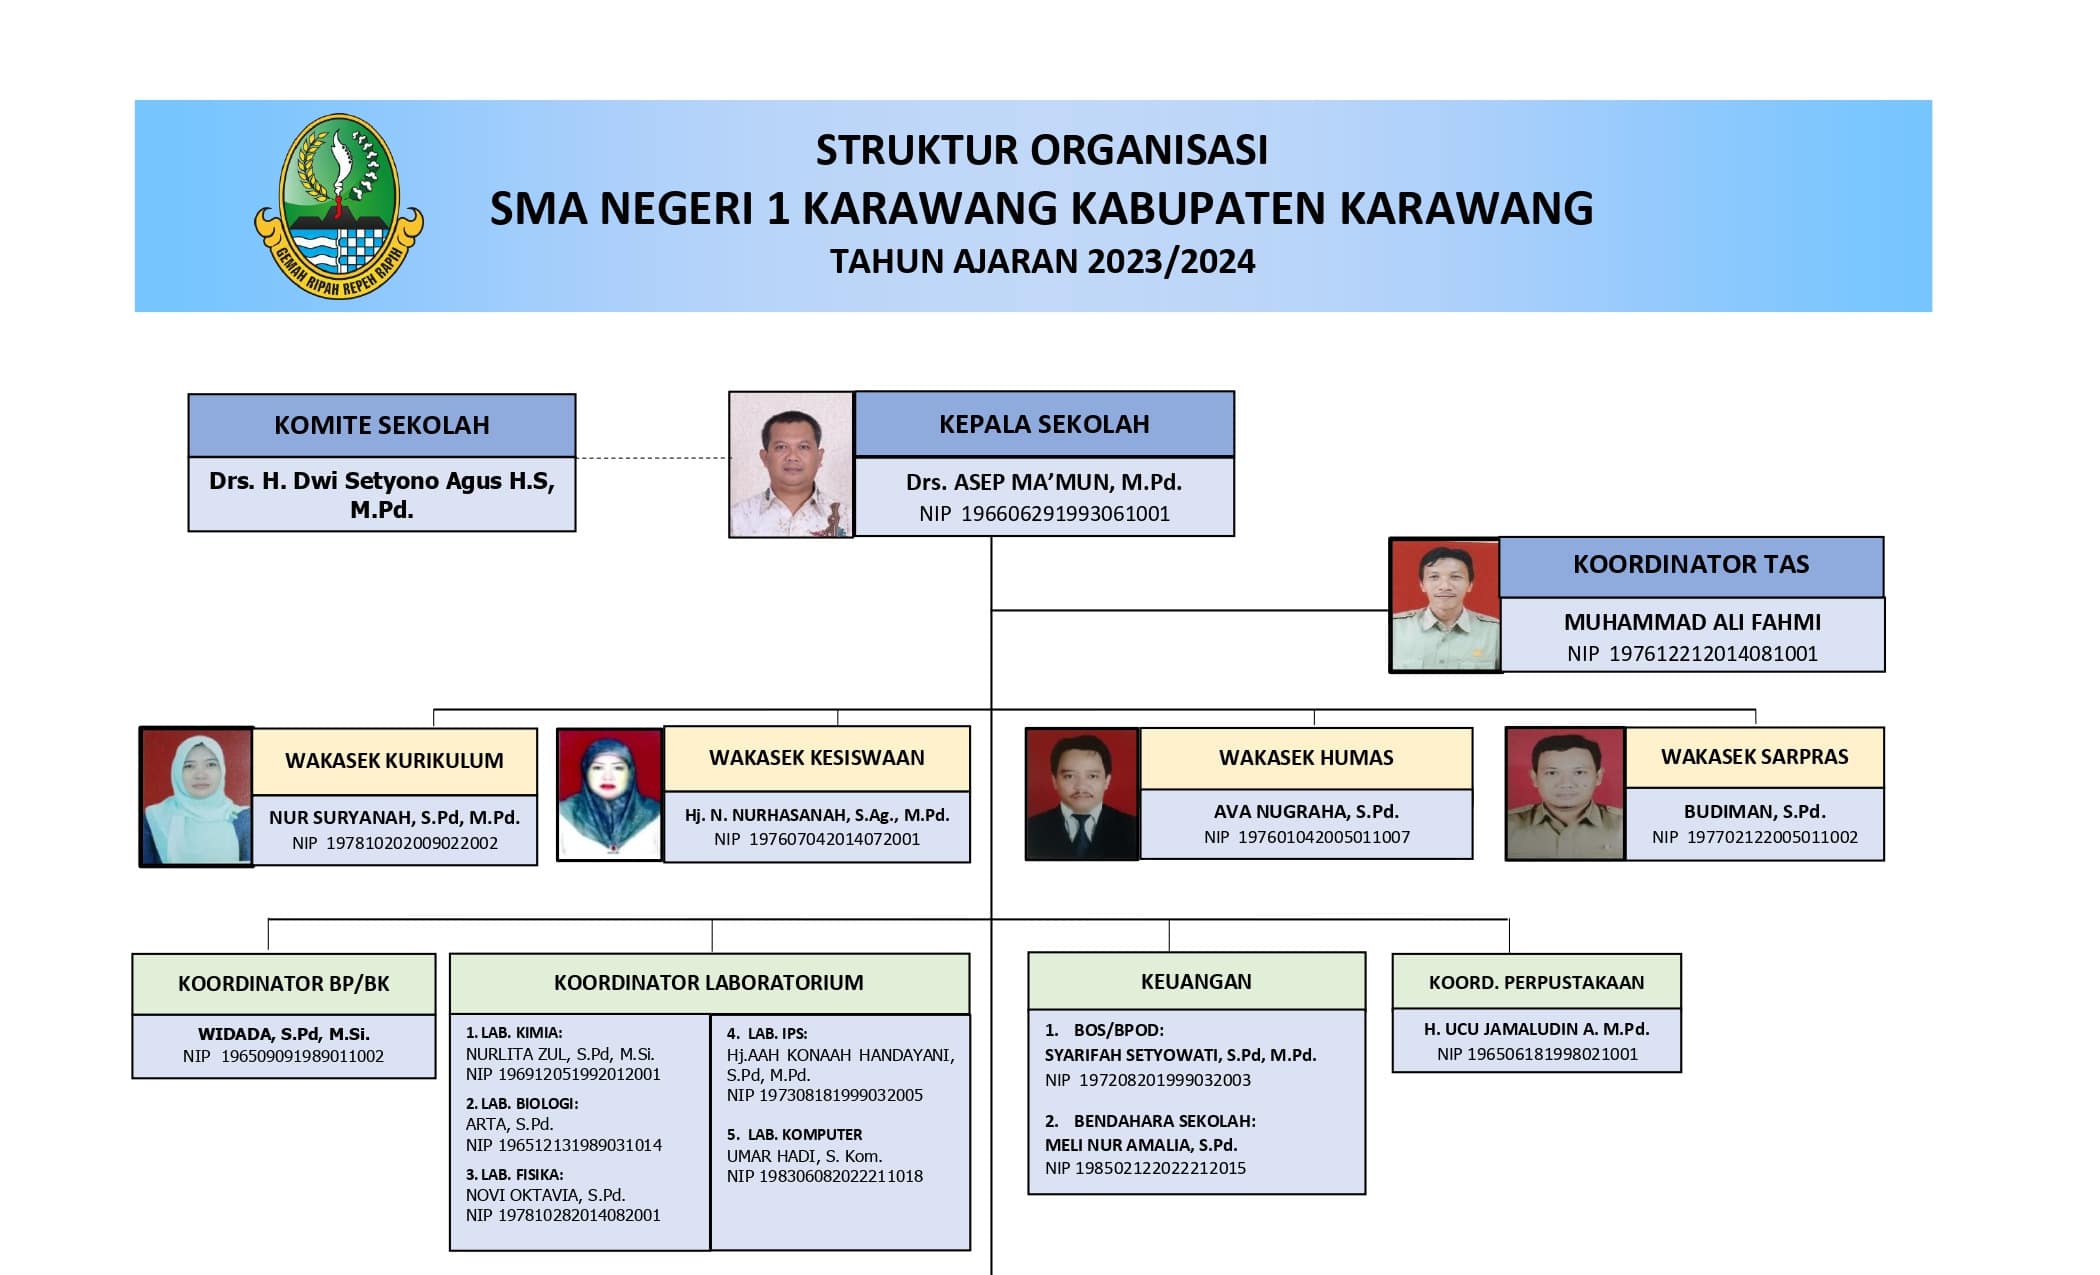 STRUKTUR ORGANISASI
SMA NEGERI 1 KARAWANG KABUPATEN KARAWANG
TAHUN AJARAN 2023/2024
GEMAH RIPAH REPEH RAPIH
KOMITE SEKOLAH
Drs. H. Dwi Setyono Agus H.S,
M.Pd.
KEPALA SEKOLAH
Drs. ASEP MA’MUN, M.Pd.
NIP 196606291993061001
KOORDINATOR TAS
MUHAMMAD ALI FAHMI
NIP 197612212014081001
WAKASEK KURIKULUM
NUR SURYANAH, S.Pd, M.Pd.
NIP 197810202009022002
WAKASEK KESISWAAN
Hj. N. NURHASANAH, S.Ag., M.Pd.
NIP 197607042014072001
WAKASEK HUMAS
AVA NUGRAHA, S.Pd.
NIP 197601042005011007
WAKASEK SARPRAS
BUDIMAN, S.Pd.
NIP 197702122005011002
KOORDINATOR BP/BK
WIDADA, S.Pd, M.Si.
NIP 196509091989011002
KOORDINATOR LABORATORIUM
1. LAB. KIMIA:
NURLITA ZUL, S.Pd, M.Si.
NIP 196912051992012001
2. LAB. BIOLOGI:
ARTA, S.Pd.
NIP 196512131989031014
3. LAB. FISIKA:
NOVI OKTAVIA, S.Pd.
NIP 197810282014082001
4. LAB. IPS:
Hj.AAH KONAAH HANDAYANI,
S.Pd, M.Pd.
NIP 197308181999032005
5. LAB. KOMPUTER
UMAR HADI, S. Kom.
NIP 198306082022211018
KEUANGAN
1. BOS/BPOD:
SYARIFAH SETYOWATI, S.Pd, M.Pd.
NIP 197208201999032003
2. BENDAHARA SEKOLAH:
MELI NUR AMALIA, S.Pd.
NIP 198502122022212015
KOORD. PERPUSTAKAAN
H. UCU JAMALUDIN A. M.Pd.
NIP 196506181998021001